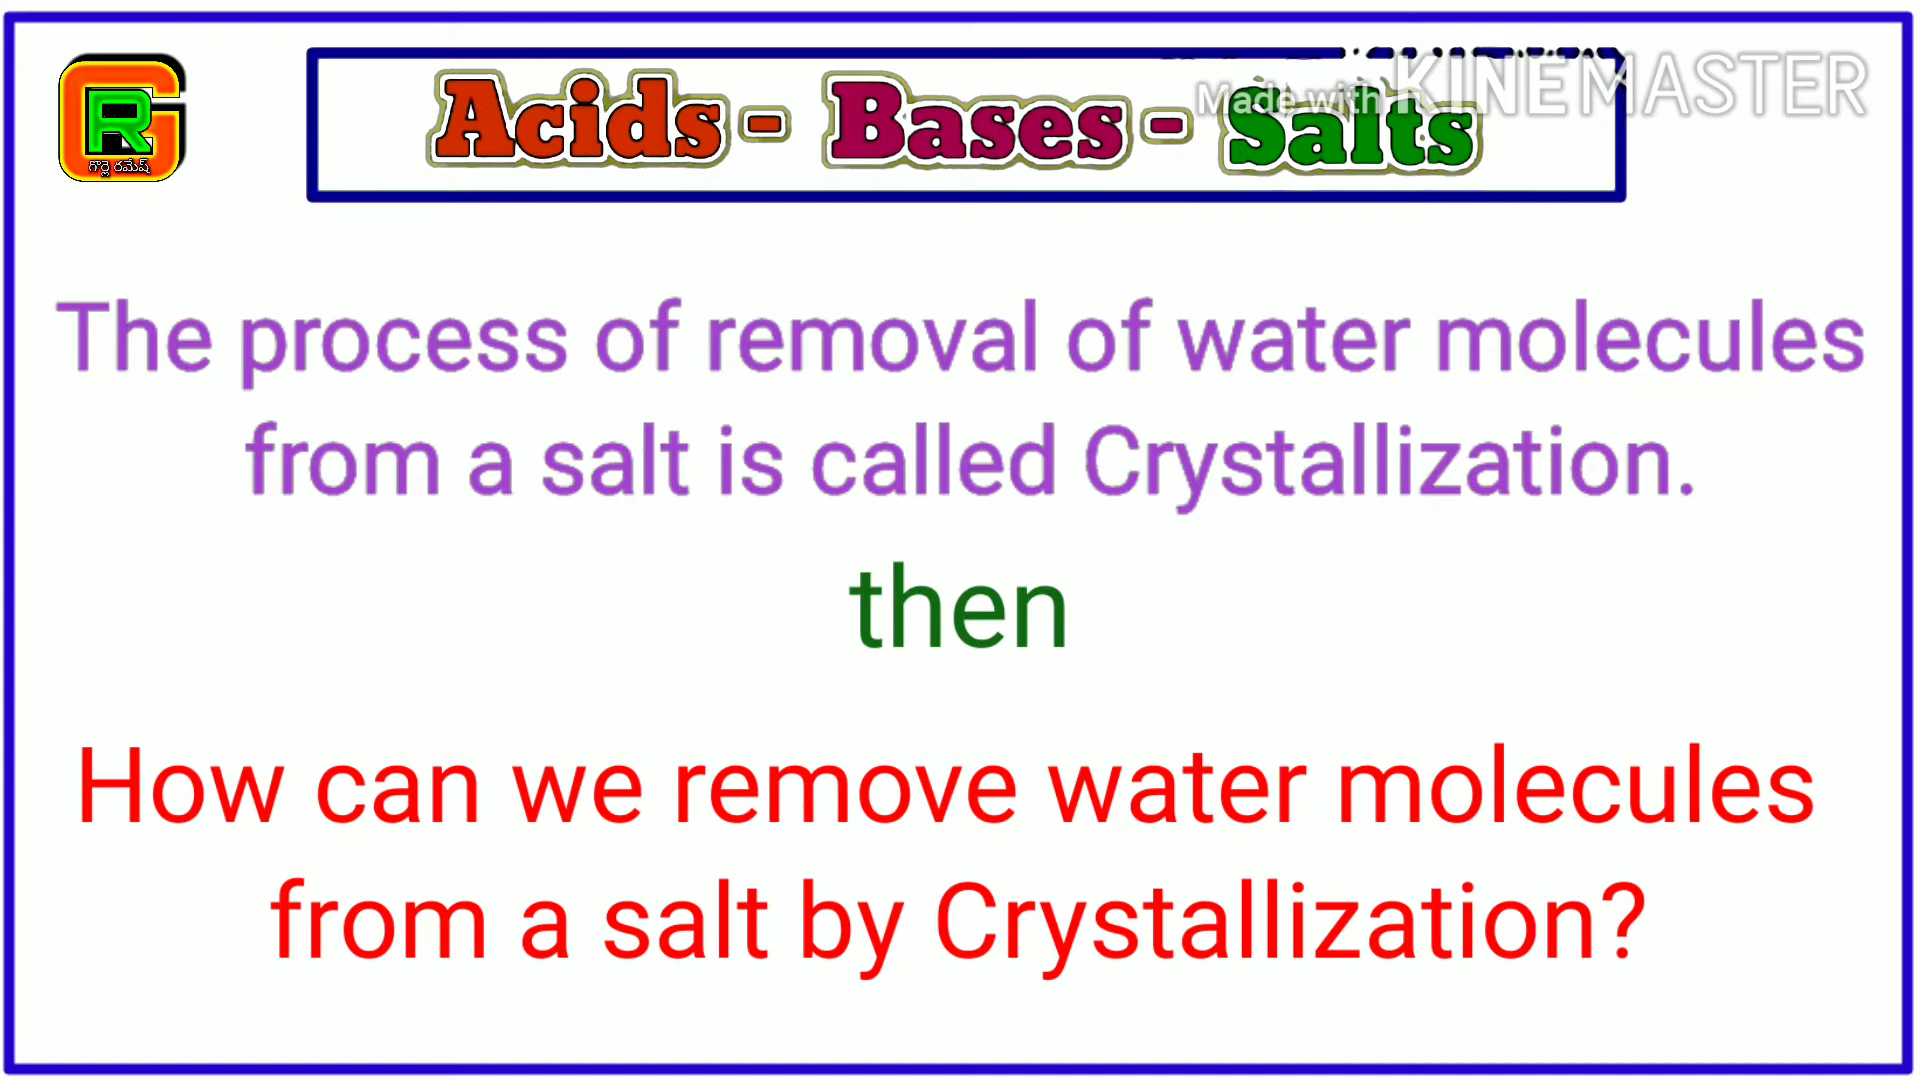 R
గొర్లె రమేష్
Acids - Bases - Salts
Made with KINEMASTER
The process of removal of water molecules
from a salt is called Crystallization.
then
How can we remove water molecules
from a salt by Crystallization?